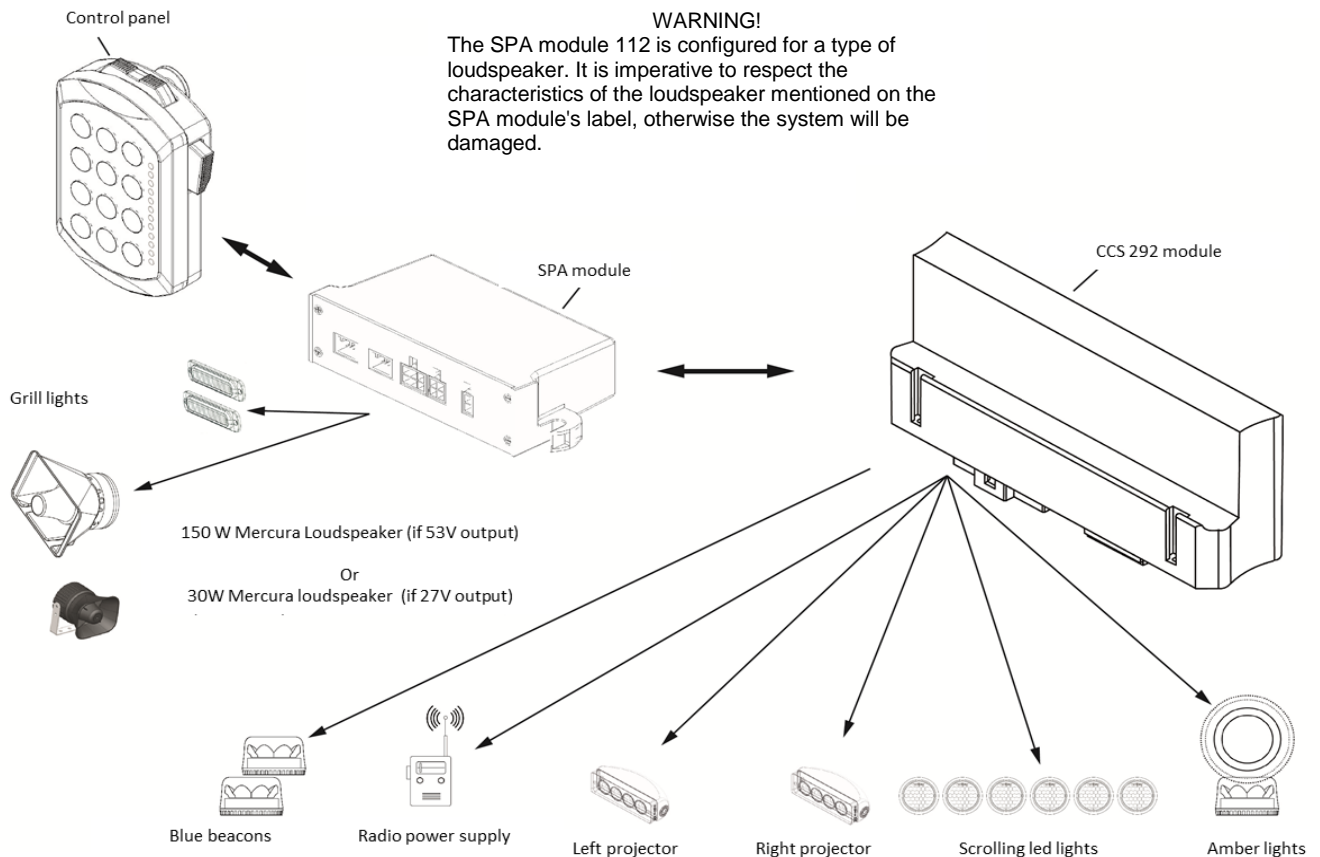 Control panel
WARNING!
The SPA module 112 is configured for a type of
loudspeaker. It is imperative to respect the
characteristics of the loudspeaker mentioned on the
SPA module's label, otherwise the system will be
damaged.
CCS 292 module
SPA module
Grill lights
150 W Mercura Loudspeaker (if 53V output)
Or
30W Mercura loudspeaker (if 27V output)
Blue beacons
Radio power supply
Left projector
Right projector
Scrolling led lights
Amber lights